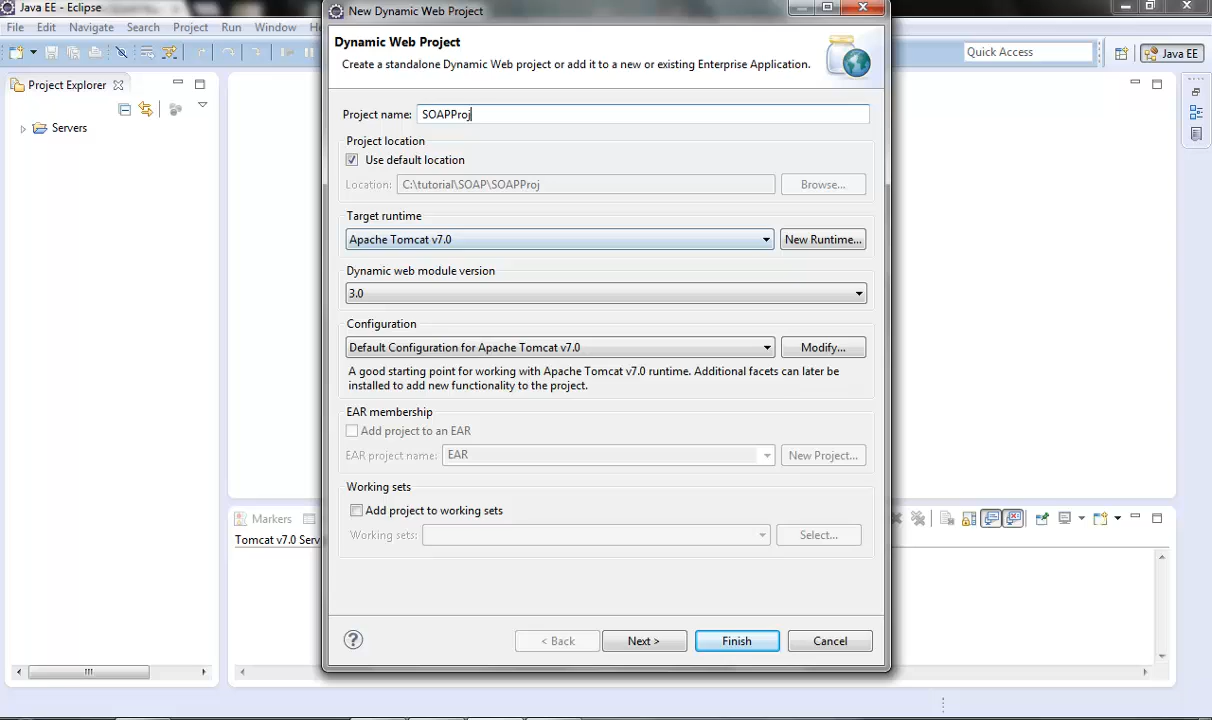 Java EE - Eclipse
New Dynamic Web Project
File Edit Navigate Search Project Run Window
Quick Access
Java EE
Project Explorer
Servers
Dynamic Web Project
Create a standalone Dynamic Web project or add it to a new or existing Enterprise Application.
Project name: SOAPProj
Project location
Use default location
Location: C:\tutorial\SOAP\SOAPProj Browse...
Target runtime
Apache Tomcat v7.0 New Runtime...
Dynamic web module version
3.0
Configuration
Default Configuration for Apache Tomcat v7.0 Modify...
A good starting point for working with Apache Tomcat v7.0 runtime. Additional facets can later be
installed to add new functionality to the project.
EAR membership
Add project to an EAR
EAR project name: EAR New Project...
Working sets
Add project to working sets
Working sets: Select...
Markers
Tomcat v7.0 Serv
< Back Next > Finish Cancel